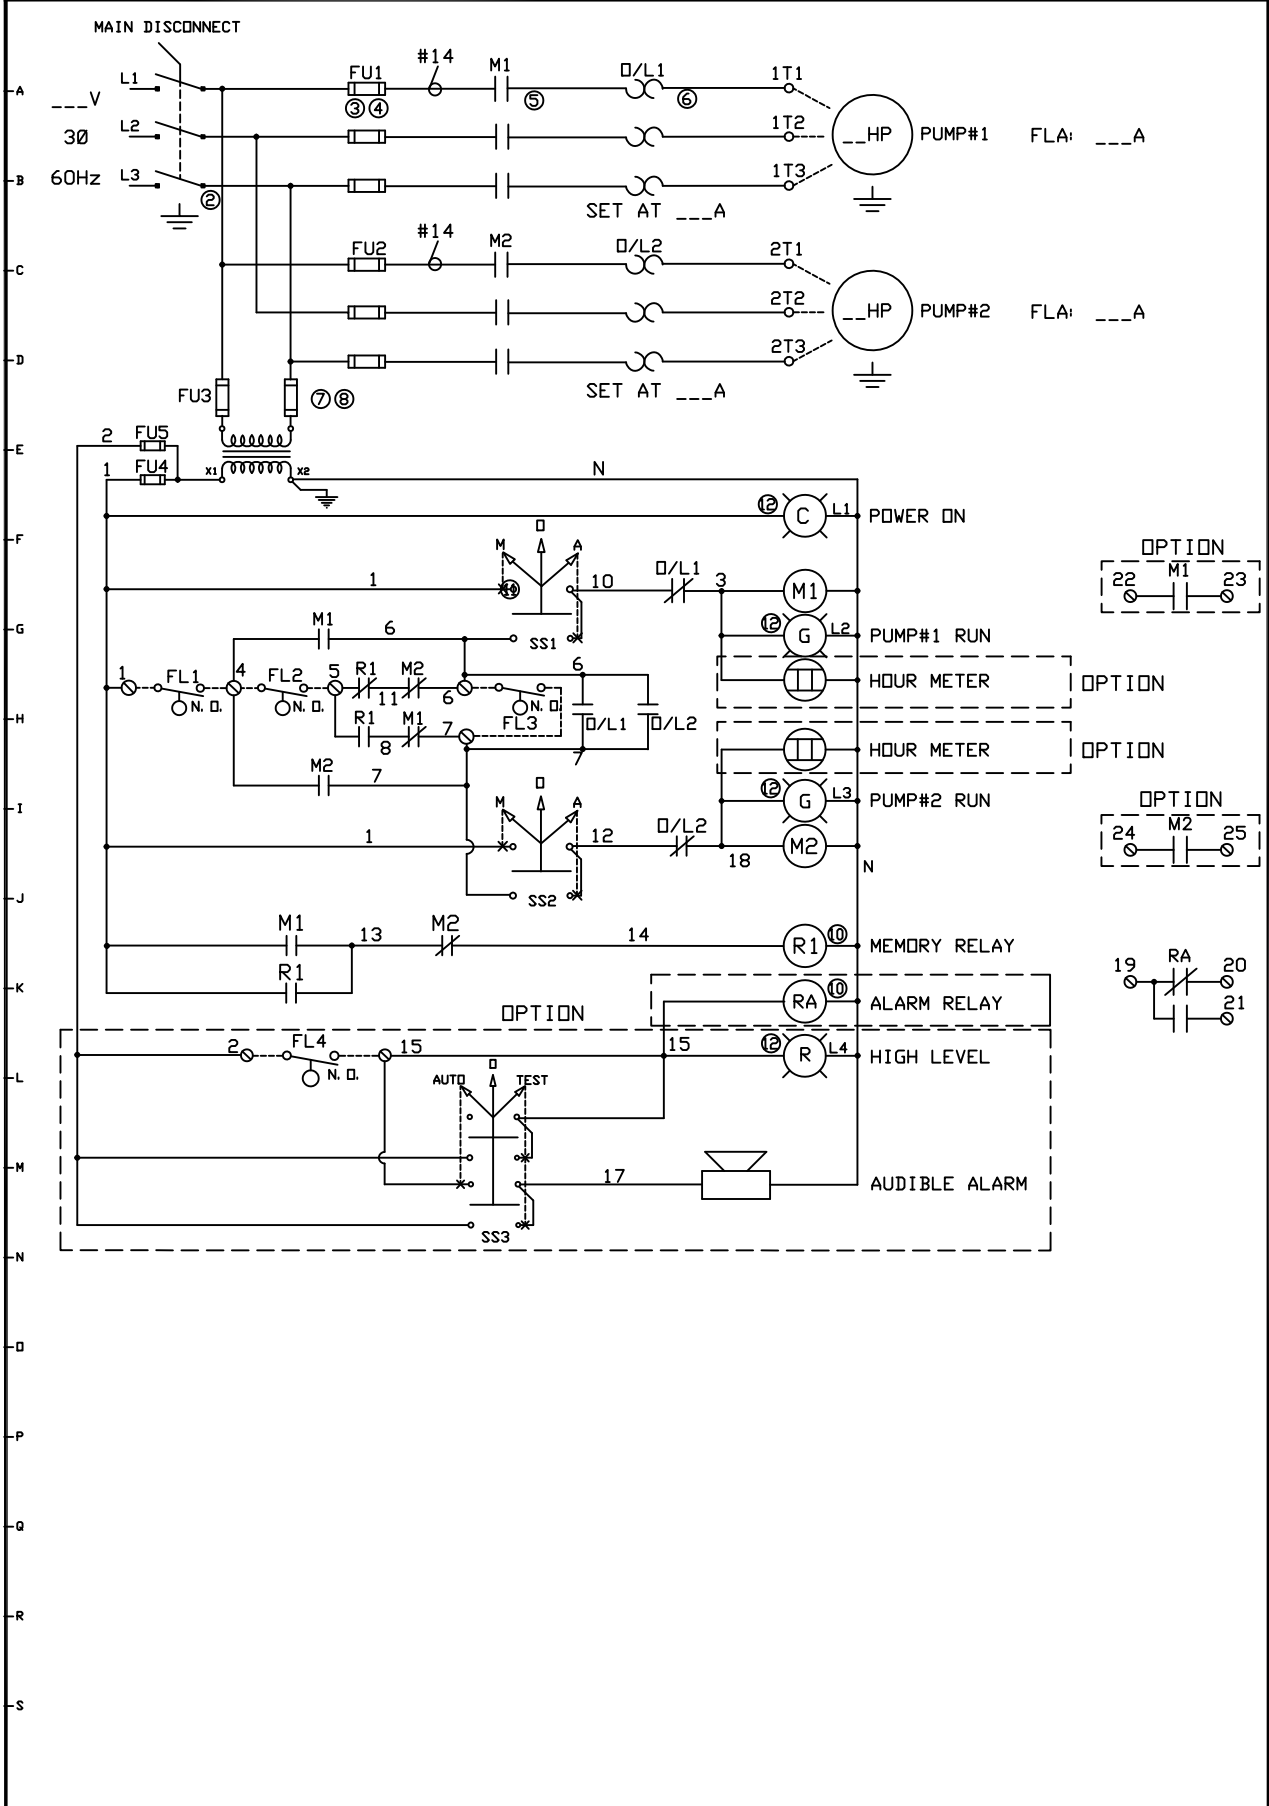 MAIN DISCONNECT
A
L1
FU1
#14
M1
O/L1
1T1
___V
③ ④
⑤
⑥
L2
1T2
3Ø
__HP
PUMP#1
FLA: ___A
B
60Hz
L3
②
1T3
SET AT ___A
C
FU2
#14
M2
O/L2
2T1
2T2
__HP
PUMP#2
FLA: ___A
D
2T3
SET AT ___A
FU3
⑦ ⑧
E
2
FU5
1
FU4
X1
X2
N
⑫
C
L1
POWER ON
F
M
O
A
OPTION
1
⑪
10
O/L1
3
M1
22
M1
23
G
M1
6
SS1
⑫
G
L2
PUMP#1 RUN
1
FL1
4
FL2
5
R1
M2
6
HOUR METER
OPTION
N. O.
N. O.
11
6
N. O.
FL3
O/L1
O/L2
H
R1
M1
7
8
HOUR METER
OPTION
M2
7
7
I
M
O
A
⑫
G
L3
PUMP#2 RUN
OPTION
1
12
O/L2
18
M2
N
24
M2
25
J
SS2
M1
13
M2
14
R1
⑩
MEMORY RELAY
K
R1
RA
⑩
ALARM RELAY
19
RA
20
21
OPTION
2
FL4
15
15
⑫
R
L4
HIGH LEVEL
L
N. O.
AUTO
O
TEST
M
17
AUDIBLE ALARM
SS3
N
O
P
Q
R
S